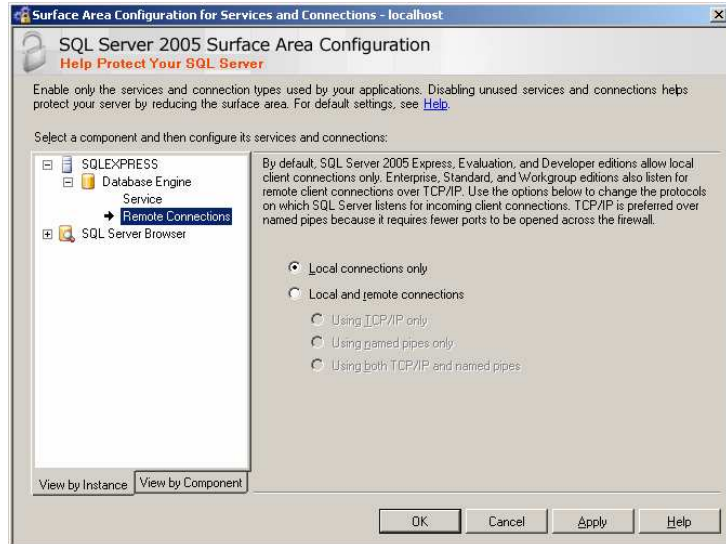 Surface Area Configuration for Services and Connections - localhost
SQL Server 2005 Surface Area Configuration
Help Protect Your SQL Server
Enable only the services and connection types used by your applications. Disabling unused services and connections helps
protect your server by reducing the surface area. For default settings, see Help.
Select a component and then configure its services and connections:
SQLEXPRESS
Database Engine
Service
Remote Connections
SQL Server Browser
By default, SQL Server 2005 Express, Evaluation, and Developer editions allow local
client connections only. Enterprise, Standard, and Workgroup editions also listen for
remote client connections over TCP/IP. Use the options below to change the protocols
on which SQL Server listens for incoming client connections. TCP/IP is preferred over
named pipes because it requires fewer ports to be opened across the firewall.
Local connections only
Local and remote connections
Using TCP/IP only
Using named pipes only
Using both TCP/IP and named pipes
View by Instance View by Component
OK Cancel Apply Help